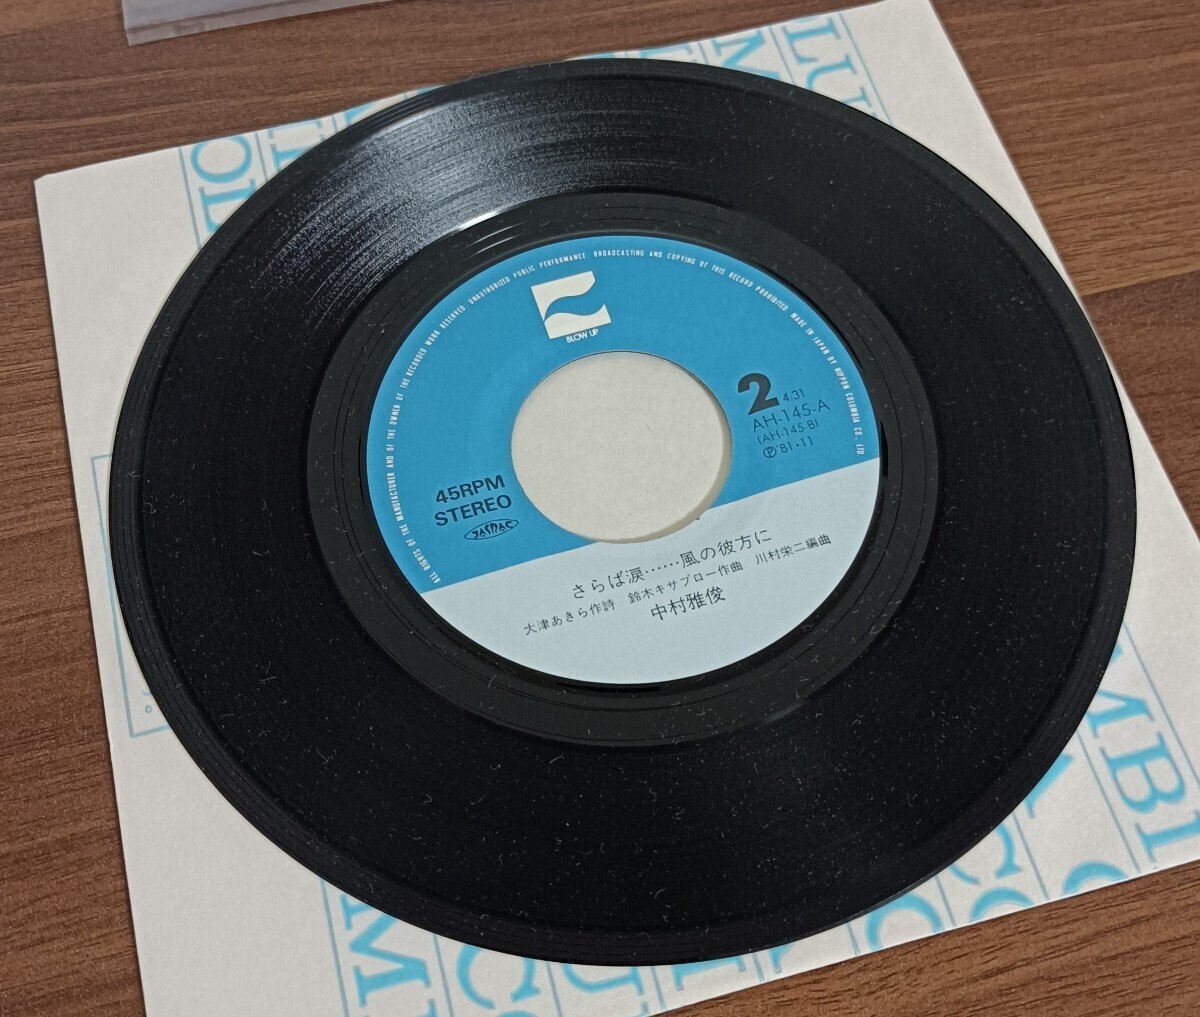 ALL RIGHTS OF THE MANUFACTURER AND OF THE OWNER OF THE RECORDED WORK RESERVED. UNAUTHORIZED PUBLIC PERFORMANCE, BROADCASTING AND COPYING OF THIS RECORD PROHIBITED. MADE IN JAPAN BY NIPPON COLUMBIA CO., LTD.
BLOW UP
2
4:31
AH-145-A
(AH-145-B)
Ⓟ'81・11
45RPM
STEREO
JASRAC
さらば涙……風の彼方に
大津あきら作詩 鈴木キサブロー作曲 川村栄二編曲
中村雅俊